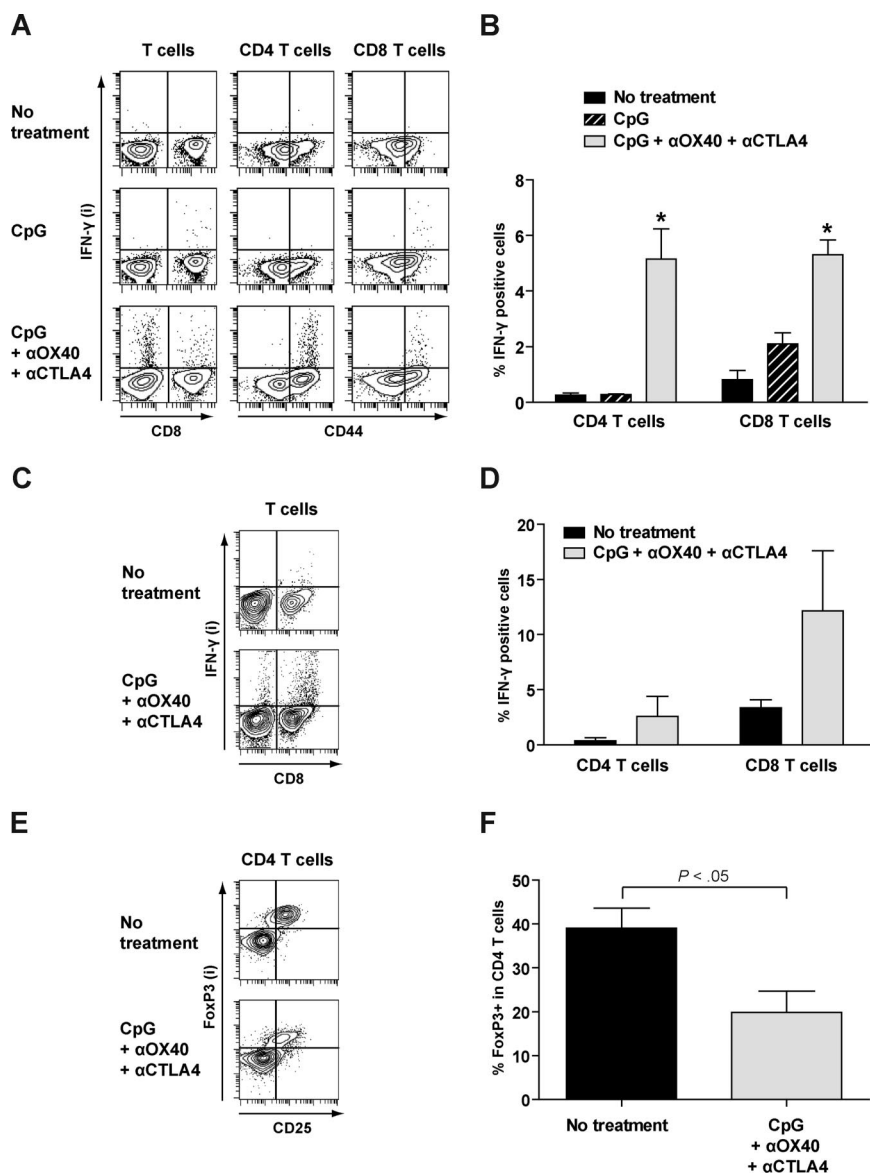 A
T cells
CD4 T cells
CD8 T cells
No
treatment
CpG
CpG
+ αOX40
+ αCTLA4
IFN-γ (i)
CD8
CD44
B
No treatment
CpG
CpG + αOX40 + αCTLA4
% IFN-γ positive cells
8
6
4
2
0
*
*
CD4 T cells
CD8 T cells
C
T cells
No
treatment
CpG
+ αOX40
+ αCTLA4
IFN-γ (i)
CD8
D
No treatment
CpG + αOX40 + αCTLA4
% IFN-γ positive cells
20
15
10
5
0
CD4 T cells
CD8 T cells
E
CD4 T cells
No
treatment
CpG
+ αOX40
+ αCTLA4
FoxP3 (i)
CD25
F
P < .05
% FoxP3+ in CD4 T cells
50
40
30
20
10
0
No treatment
CpG
+ αOX40
+ αCTLA4